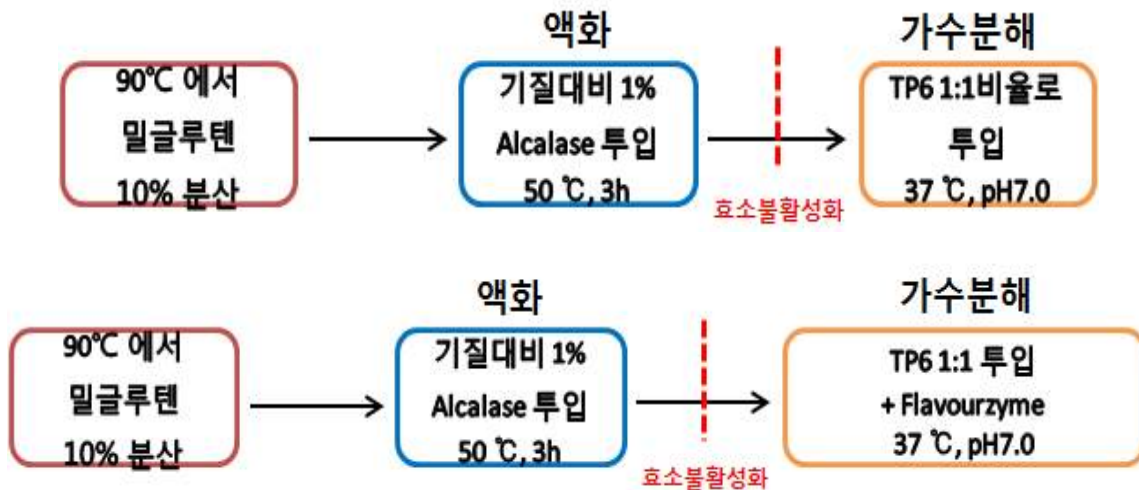 액화
가수분해
90℃ 에서
밀글루텐
10% 분산
기질대비 1%
Alcalase 투입
50 ℃, 3h
효소불활성화
TP6 1:1비율로
투입
37 ℃, pH7.0
액화
가수분해
90℃ 에서
밀글루텐
10% 분산
기질대비 1%
Alcalase 투입
50 ℃, 3h
효소불활성화
TP6 1:1 투입
+ Flavourzyme
37 ℃, pH7.0